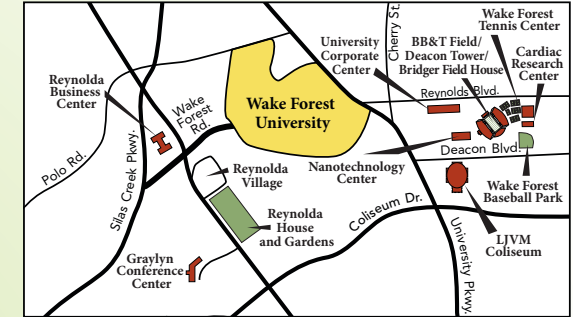 Wake Forest
Tennis Center
Cherry St.
University
Corporate
Center
BB&T Field/
Deacon Tower/
Bridger Field House
Cardiac
Research
Center
Reynolda
Business
Center
Reynolds Blvd.
Wake
Forest
Rd.
Wake Forest
University
Polo Rd.
Silas Creek Pkwy.
Deacon Blvd.
Nanotechnology
Center
Reynolda
Village
Wake Forest
Baseball Park
Reynolda
House
and Gardens
Coliseum Dr.
University Pkwy.
LJVM
Coliseum
Graylyn
Conference
Center